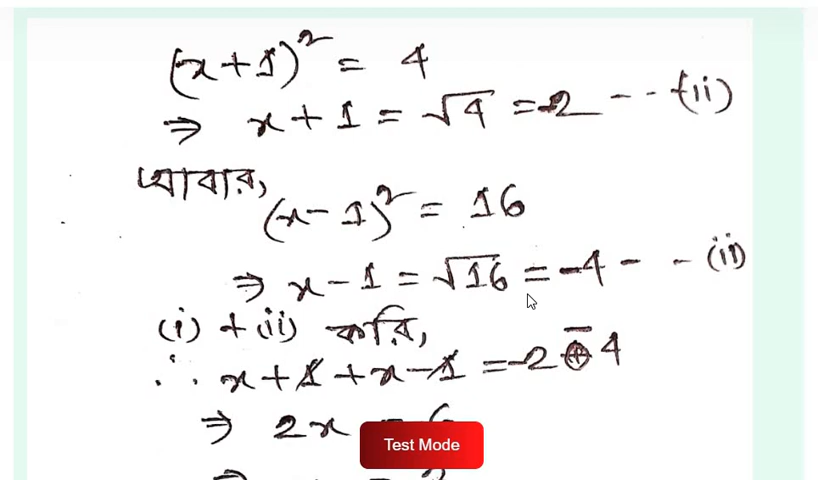 (x+1)² = 4
⇒ x + 1 = √4 = -2 - - (ii)
আবার,
(x - 1)² = 16
⇒ x - 1 = √16 = -4 - - (ii)
(i) + (ii) করি,
∴ x + 1 + x - 1 = -2 - 4
⇒ 2x
Test Mode